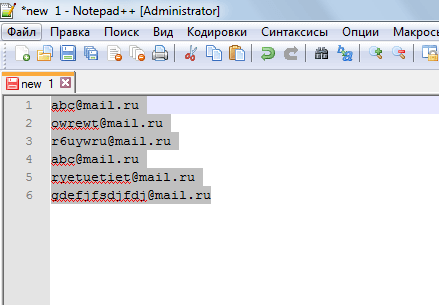 *new 1 - Notepad++ [Administrator]
Файл Правка Поиск Вид Кодировки Синтаксисы Опции Макросы
new 1
1 abc@mail.ru
2 owrewt@mail.ru
3 r6uywru@mail.ru
4 abc@mail.ru
5 ryetuetiet@mail.ru
6 gdefjfsdjfdj@mail.ru